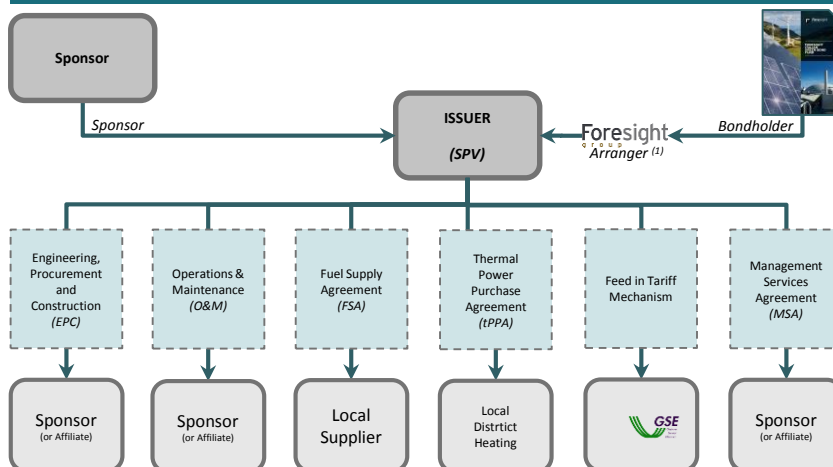 Sponsor
Sponsor
ISSUER
(SPV)
Foresight
group
Arranger (1)
Bondholder
Engineering,
Procurement
and
Construction
(EPC)
Operations &
Maintenance
(O&M)
Fuel Supply
Agreement
(FSA)
Thermal
Power
Purchase
Agreement
(tPPA)
Feed in Tariff
Mechanism
Management
Services
Agreement
(MSA)
Sponsor
(or Affiliate)
Sponsor
(or Affiliate)
Local
Supplier
Local
Distrtict
Heating
GSE
Sponsor
(or Affiliate)